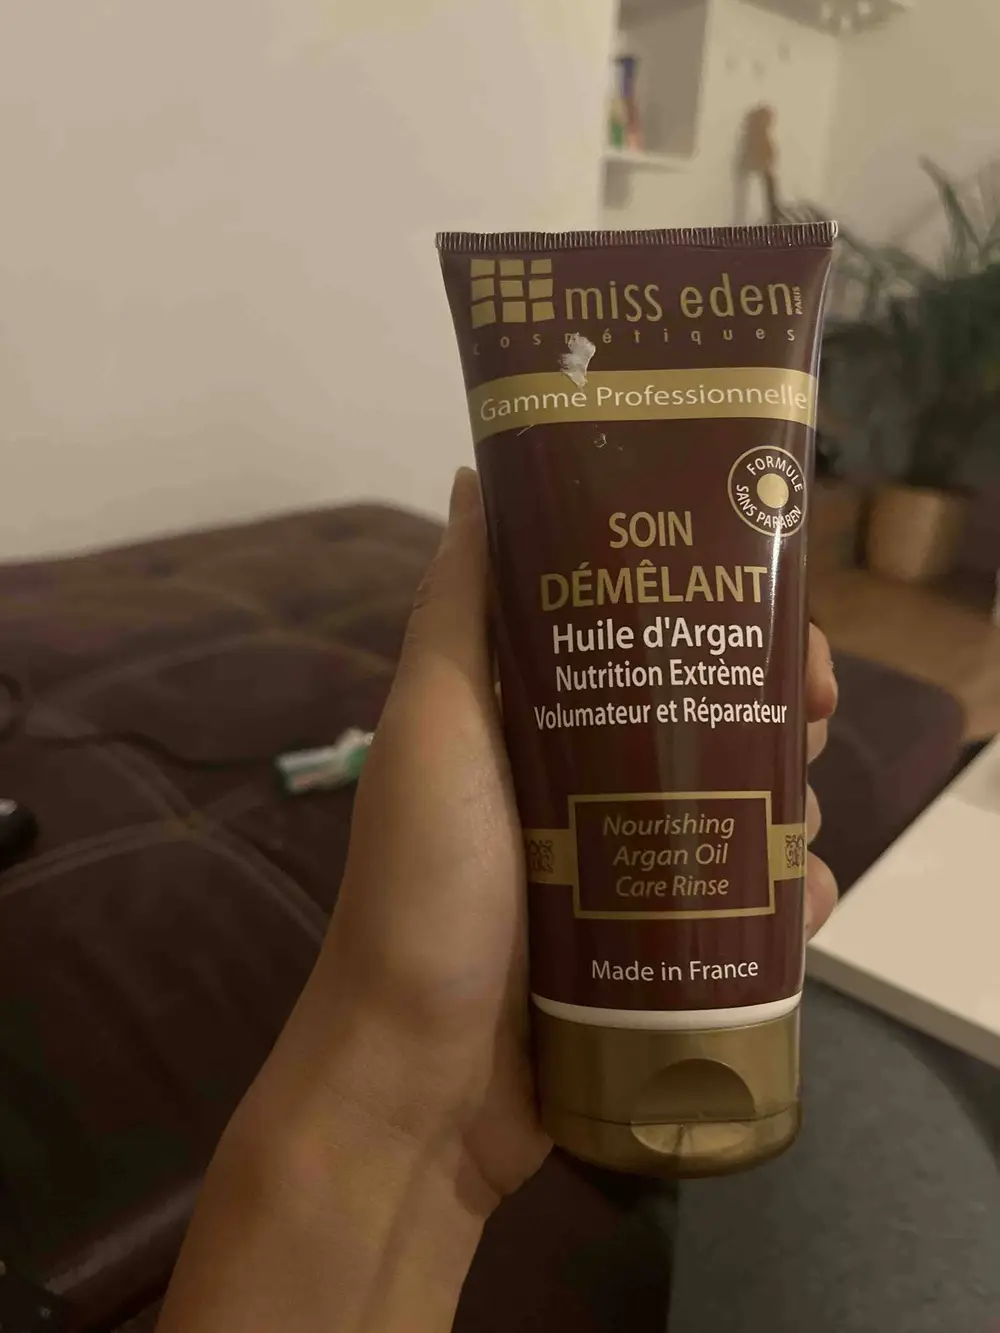 miss eden PARIS
cosmétiques
Gamme Professionnelle
FORMULE
SANS PARABEN
SOIN
DÉMÊLANT
Huile d'Argan
Nutrition Extrème
Volumateur et Réparateur
Nourishing
Argan Oil
Care Rinse
Made in France